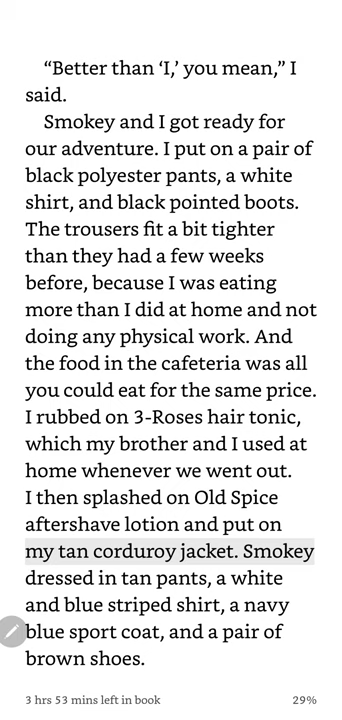 “Better than ‘I,’ you mean,” I
said.
Smokey and I got ready for
our adventure. I put on a pair of
black polyester pants, a white
shirt, and black pointed boots.
The trousers fit a bit tighter
than they had a few weeks
before, because I was eating
more than I did at home and not
doing any physical work. And
the food in the cafeteria was all
you could eat for the same price.
I rubbed on 3-Roses hair tonic,
which my brother and I used at
home whenever we went out.
I then splashed on Old Spice
aftershave lotion and put on
my tan corduroy jacket. Smokey
dressed in tan pants, a white
and blue striped shirt, a navy
blue sport coat, and a pair of
brown shoes.
3 hrs 53 mins left in book 29%